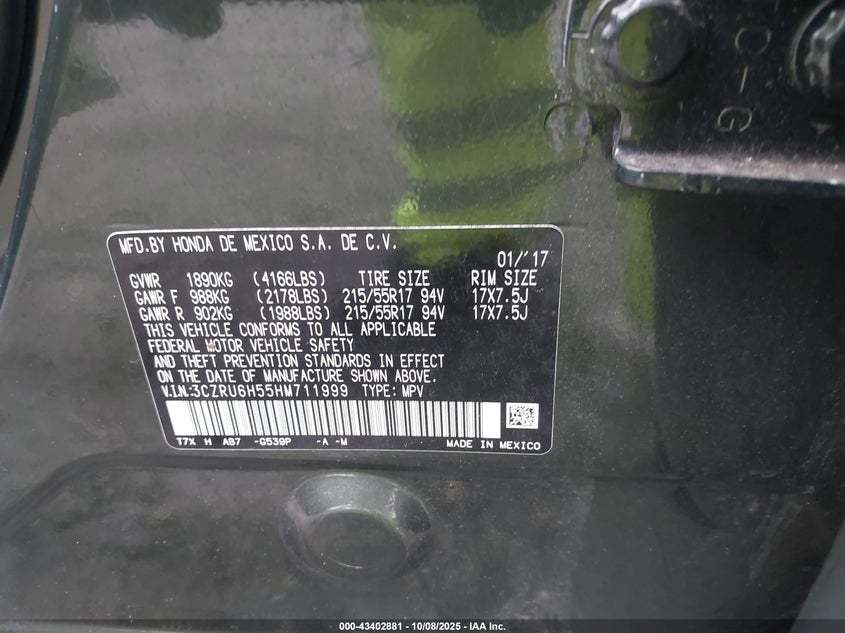 O-G
MFD.BY HONDA DE MEXICO S.A. DE C.V.
01/'17
GVWR 1890KG (4166LBS) TIRE SIZE RIM SIZE
GAWR F 988KG (2178LBS) 215/55R17 94V 17X7.5J
GAWR R 902KG (1988LBS) 215/55R17 94V 17X7.5J
THIS VEHICLE CONFORMS TO ALL APPLICABLE
FEDERAL MOTOR VEHICLE SAFETY
AND THEFT PREVENTION STANDARDS IN EFFECT
ON THE DATE OF MANUFACTURE SHOWN ABOVE.
V.I.N:3CZRU6H55HM711999 TYPE: MPV
T7X H AB7 -G539P -A -M MADE IN MEXICO
000-43402881 - 10/08/2025 - IAA Inc.